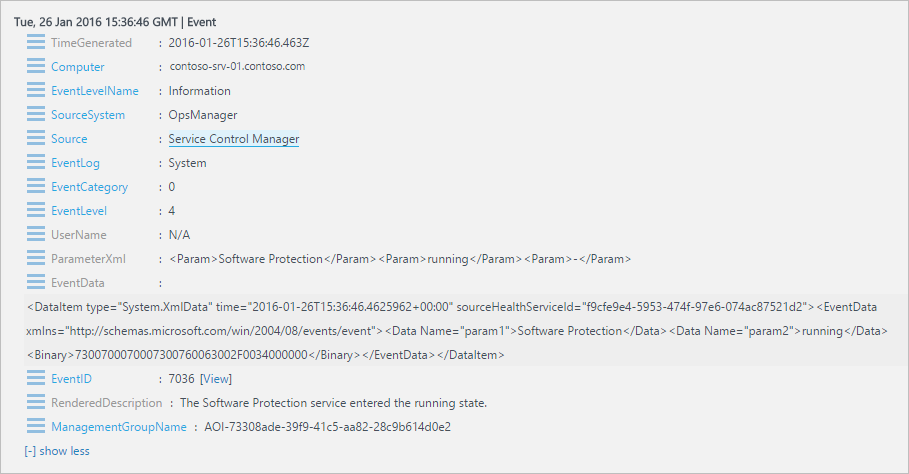 Tue, 26 Jan 2016 15:36:46 GMT | Event
TimeGenerated : 2016-01-26T15:36:46.463Z
Computer : contoso-srv-01.contoso.com
EventLevelName : Information
SourceSystem : OpsManager
Source : Service Control Manager
EventLog : System
EventCategory : 0
EventLevel : 4
UserName : N/A
ParameterXml : <Param>Software Protection</Param><Param>running</Param><Param>-</Param>
EventData :
<DataItem type="System.XmlData" time="2016-01-26T15:36:46.4625962+00:00" sourceHealthServiceId="f9cfe9e4-5953-474f-97e6-074ac87521d2"><EventData
xmlns="http://schemas.microsoft.com/win/2004/08/events/event"><Data Name="param1">Software Protection</Data><Data Name="param2">running</Data>
<Binary>7300700070007300760063002F0034000000</Binary></EventData></DataItem>
EventID : 7036 [View]
RenderedDescription : The Software Protection service entered the running state.
ManagementGroupName : AOI-73308ade-39f9-41c5-aa82-28c9b614d0e2
[-] show less